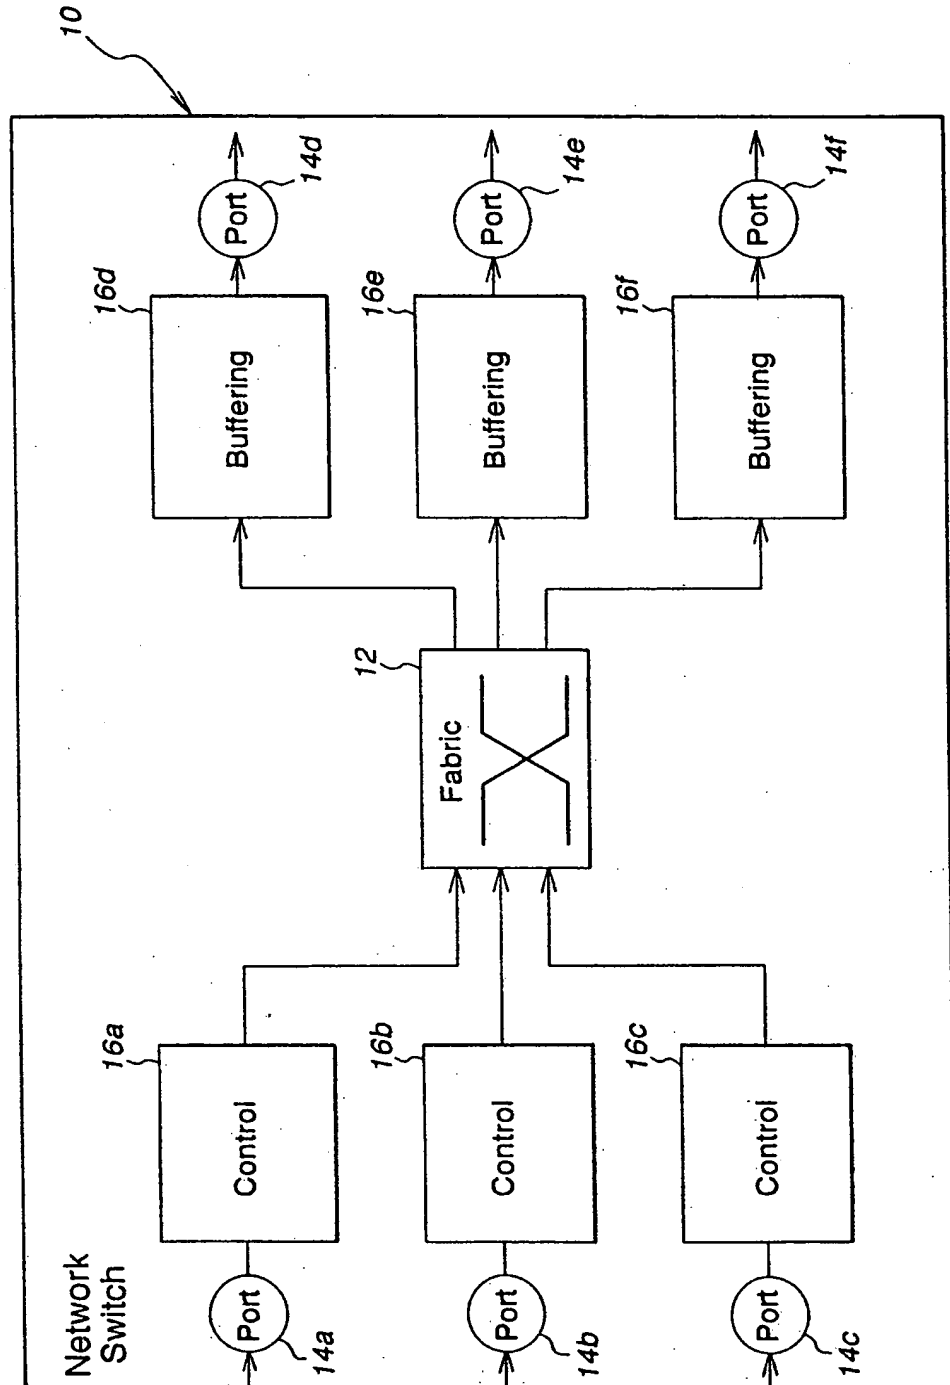 10
Network
Switch
Port
14a
Control
16a
Port
14b
Control
16b
Port
14c
Control
16c
Fabric
12
Buffering
16d
Port
14d
Buffering
16e
Port
14e
Buffering
16f
Port
14f